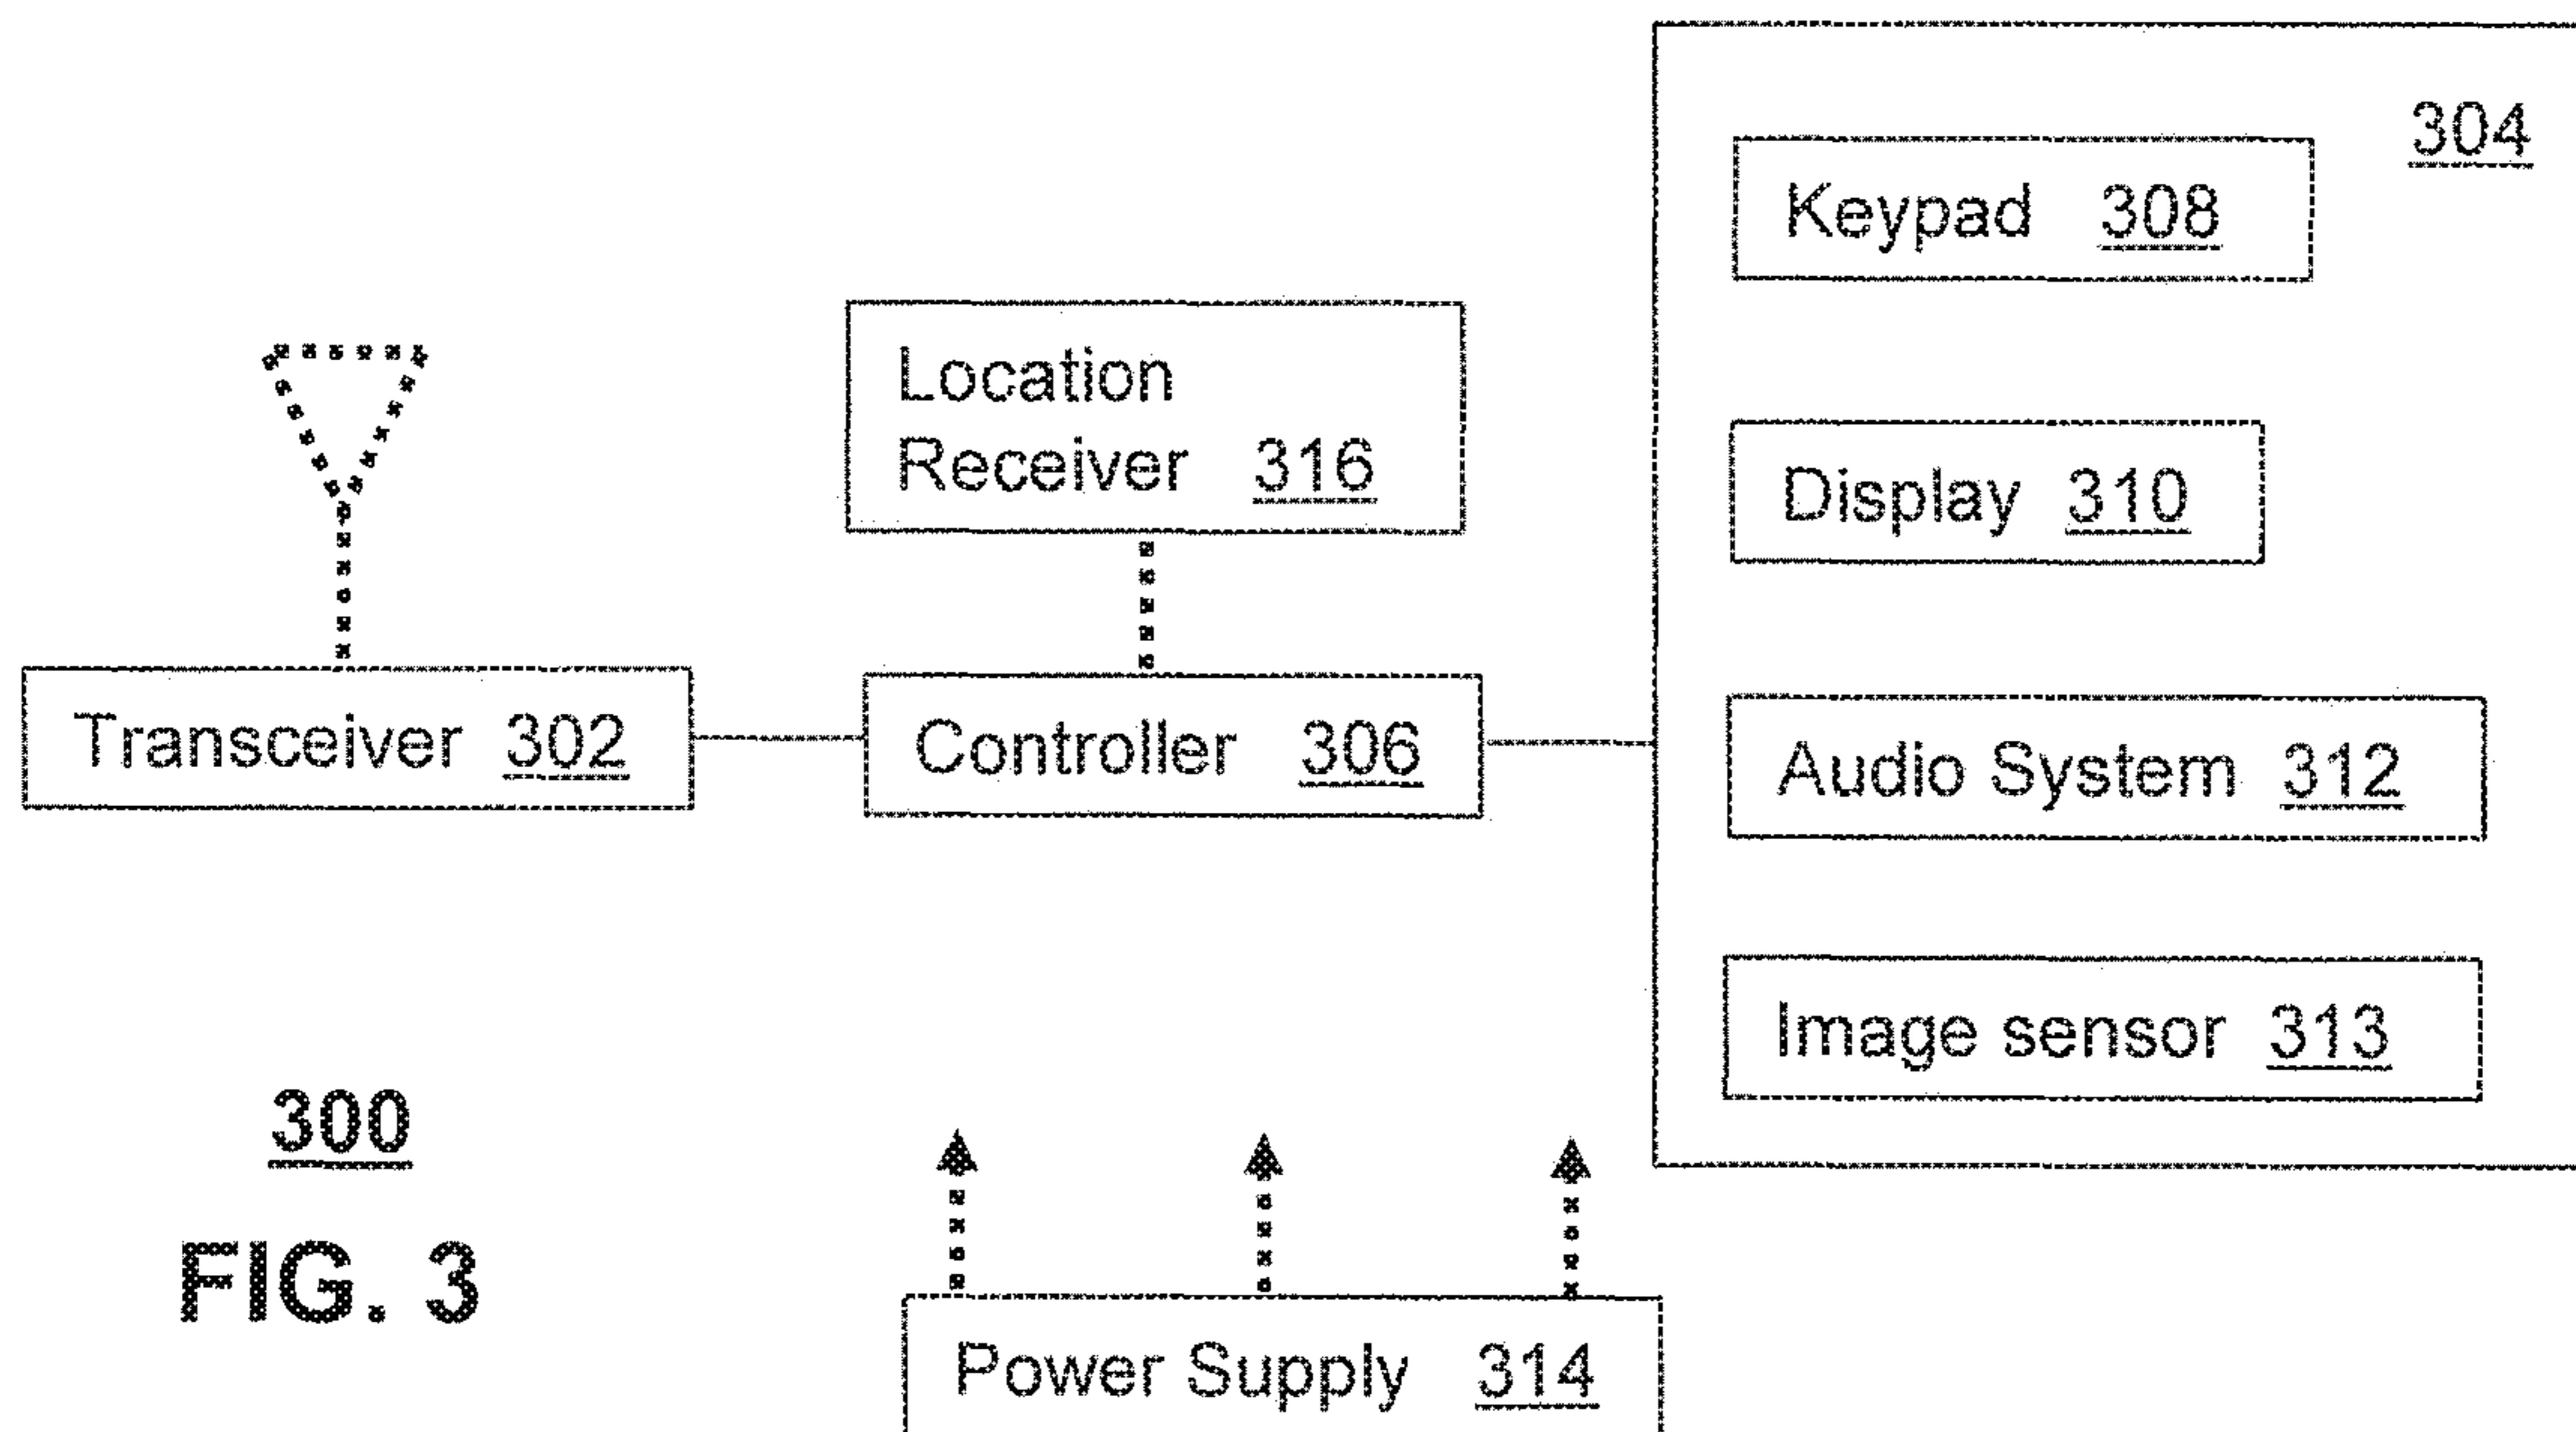 304
Keypad 308
Location
Receiver 316
Display 310
Transceiver 302
Controller 306
Audio System 312
Image sensor 313
300
FIG. 3
Power Supply 314